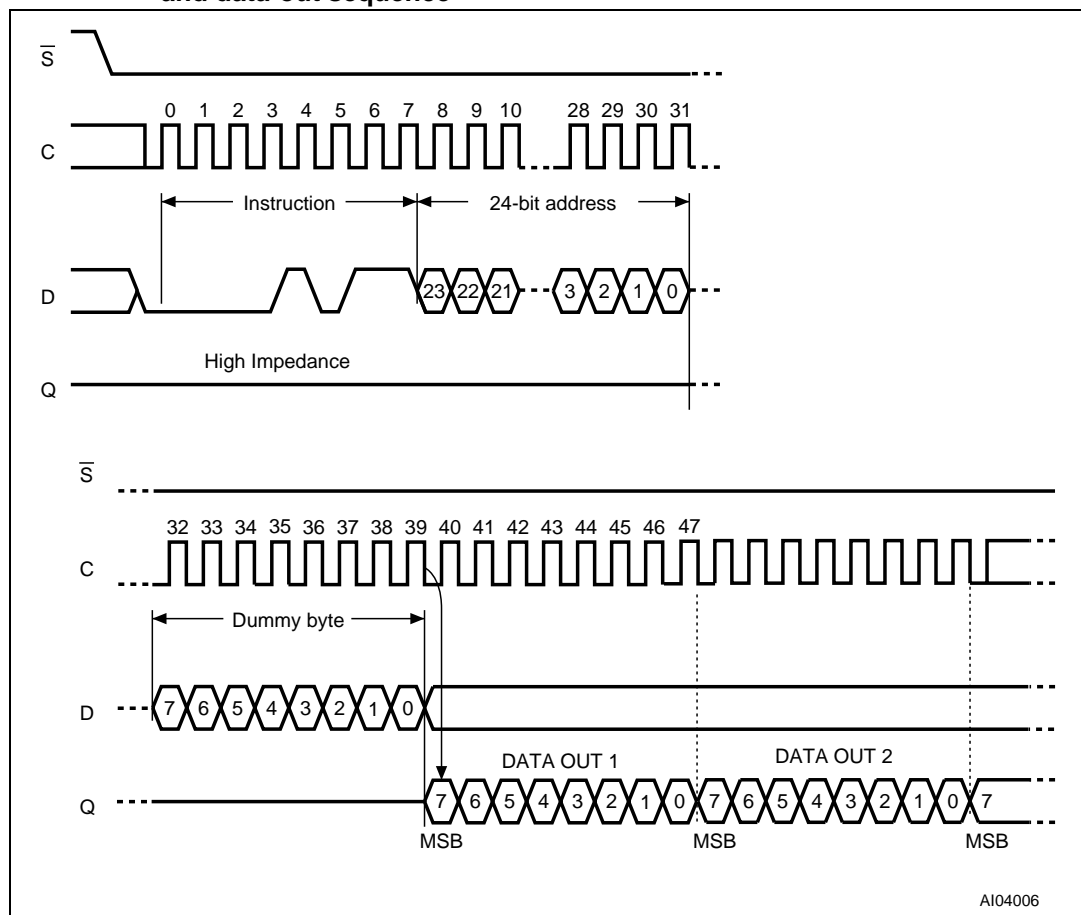 and data-out sequence
S
0 1 2 3 4 5 6 7 8 9 10 28 29 30 31
C
Instruction 24-bit address
D 23 22 21 3 2 1 0
High Impedance
Q
S
32 33 34 35 36 37 38 39 40 41 42 43 44 45 46 47
C
Dummy byte
D 7 6 5 4 3 2 1 0
DATA OUT 1 DATA OUT 2
Q 7 6 5 4 3 2 1 0 7 6 5 4 3 2 1 0 7
MSB MSB MSB
AI04006